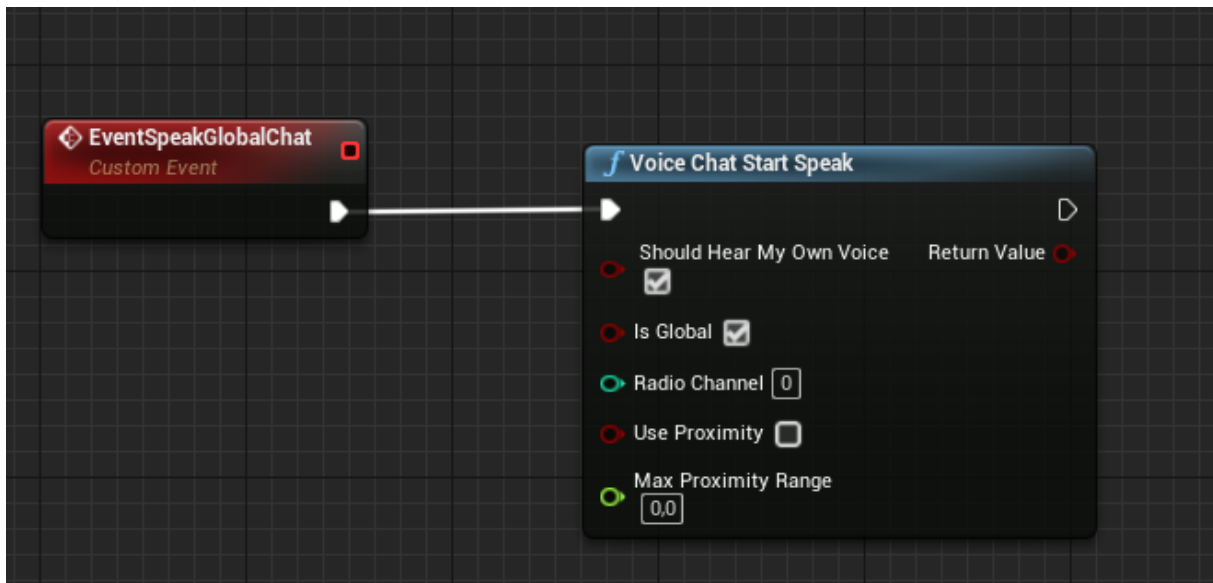 EventSpeakGlobalChat
Custom Event
f Voice Chat Start Speak
Should Hear My Own Voice
Return Value
Is Global
Radio Channel 0
Use Proximity
Max Proximity Range
0,0